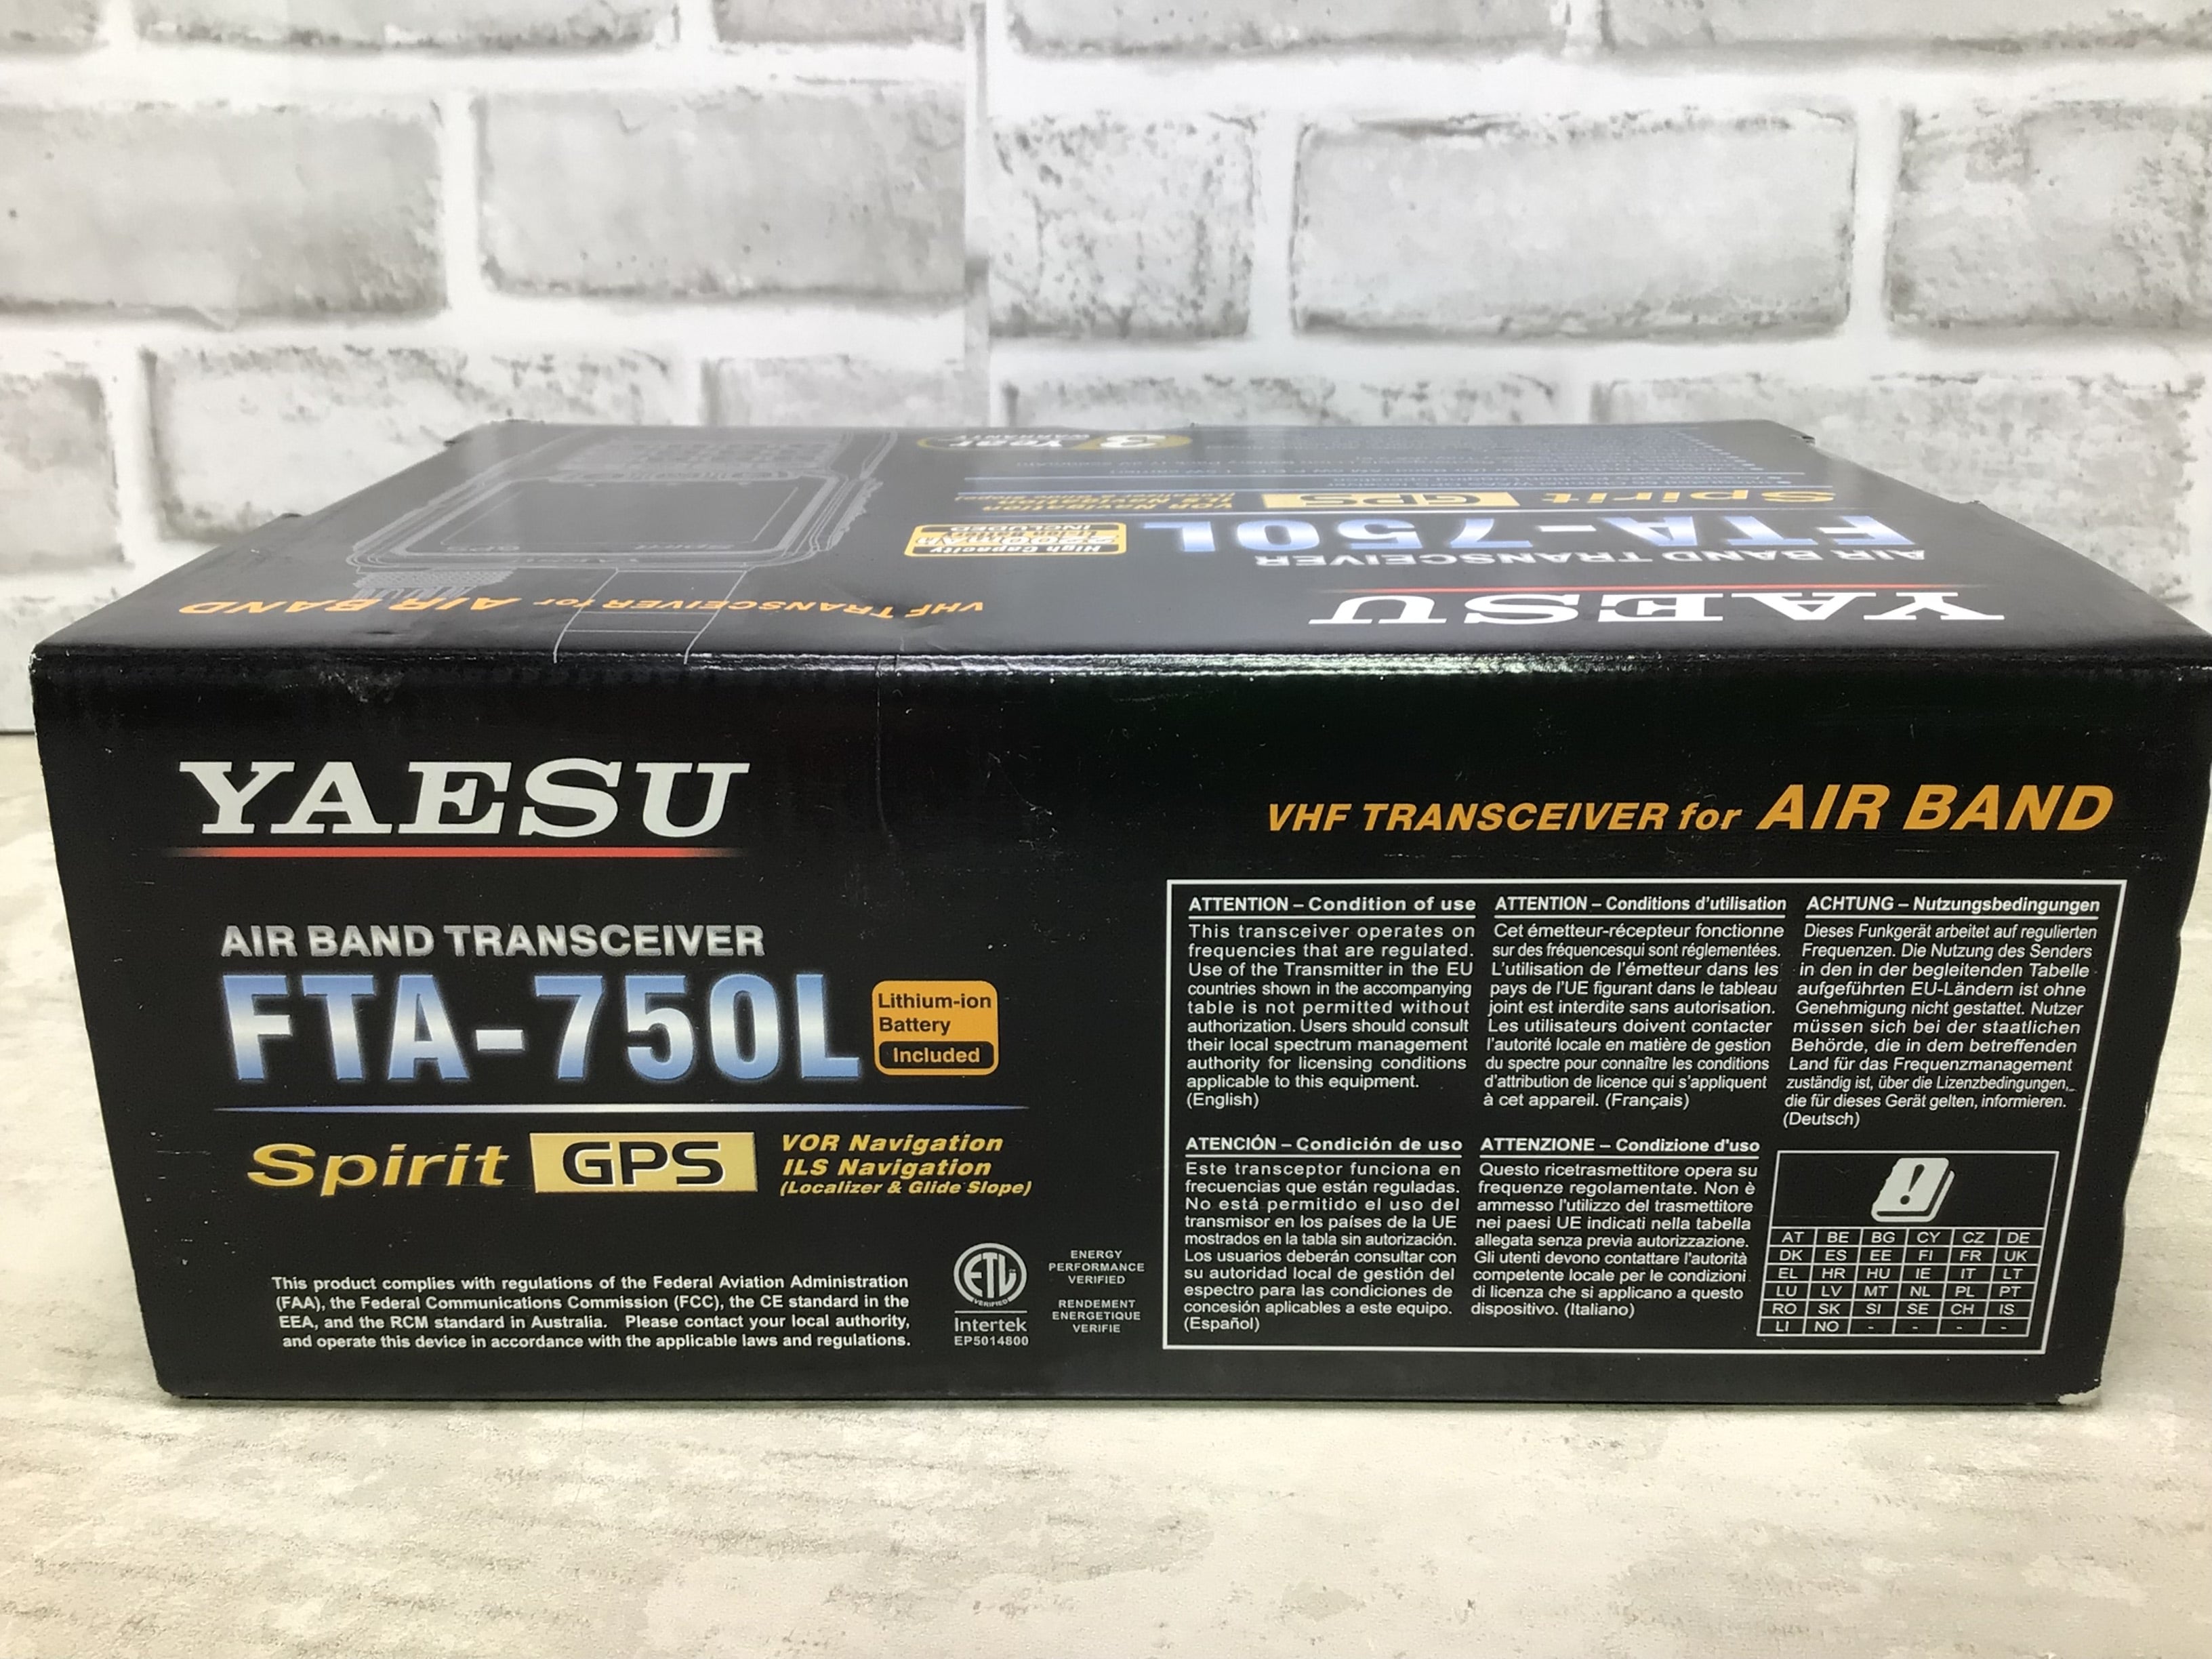 3 Year
WARRANTY
Spirit GPS
VOR Navigation
ILS Navigation
(Localizer & Glide Slope)
FTA-750L
High Capacity
2200mAh
INCLUDED
AIR BAND TRANSCEIVER
YAESU
VHF TRANSCEIVER for AIR BAND
YAESU
AIR BAND TRANSCEIVER
FTA-750L
Lithium-ion
Battery
Included
Spirit GPS
VOR Navigation
ILS Navigation
(Localizer & Glide Slope)
This product complies with regulations of the Federal Aviation Administration
(FAA), the Federal Communications Commission (FCC), the CE standard in the
EEA, and the RCM standard in Australia. Please contact your local authority,
and operate this device in accordance with the applicable laws and regulations.
ETL
VERIFIED
Intertek
EP5014800
ENERGY
PERFORMANCE
VERIFIED
RENDEMENT
ENERGETIQUE
VERIFIE
VHF TRANSCEIVER for AIR BAND
ATTENTION – Condition of use
This transceiver operates on
frequencies that are regulated.
Use of the Transmitter in the EU
countries shown in the accompanying
table is not permitted without
authorization. Users should consult
their local spectrum management
authority for licensing conditions
applicable to this equipment.
(English)
ATTENTION – Conditions d'utilisation
Cet émetteur-récepteur fonctionne
sur des fréquencesqui sont réglementées.
L'utilisation de l'émetteur dans les
pays de l'UE figurant dans le tableau
joint est interdite sans autorisation.
Les utilisateurs doivent contacter
l'autorité locale en matière de gestion
du spectre pour connaître les conditions
d'attribution de licence qui s'appliquent
à cet appareil. (Français)
ACHTUNG – Nutzungsbedingungen
Dieses Funkgerät arbeitet auf regulierten
Frequenzen. Die Nutzung des Senders
in den in der begleitenden Tabelle
aufgeführten EU-Ländern ist ohne
Genehmigung nicht gestattet. Nutzer
müssen sich bei der staatlichen
Behörde, die in dem betreffenden
Land für das Frequenzmanagement
zuständig ist, über die Lizenzbedingungen,
die für dieses Gerät gelten, informieren.
(Deutsch)
ATENCIÓN – Condición de uso
Este transceptor funciona en
frecuencias que están reguladas.
No está permitido el uso del
transmisor en los países de la UE
mostrados en la tabla sin autorización.
Los usuarios deberán consultar con
su autoridad local de gestión del
espectro para las condiciones de
concesión aplicables a este equipo.
(Español)
ATTENZIONE – Condizione d'uso
Questo ricetrasmettitore opera su
frequenze regolamentate. Non è
ammesso l'utilizzo del trasmettitore
nei paesi UE indicati nella tabella
allegata senza previa autorizzazione.
Gli utenti devono contattare l'autorità
competente locale per le condizioni
di licenza che si applicano a questo
dispositivo. (Italiano)
AT BE BG CY CZ DE
DK ES EE FI FR UK
EL HR HU IE IT LT
LU LV MT NL PL PT
RO SK SI SE CH IS
LI NO - - - -